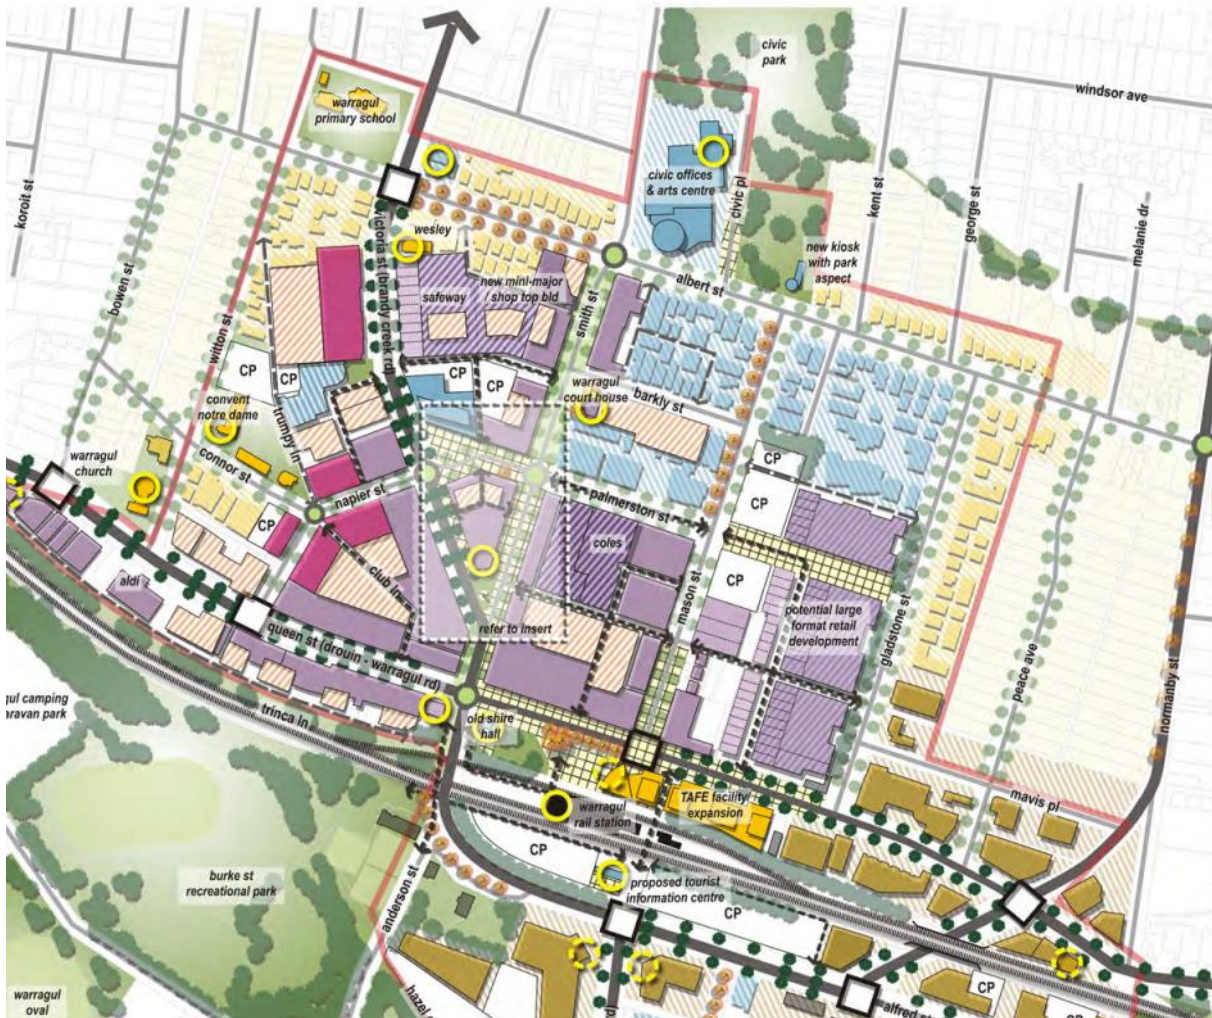 civic
park
windsor ave
warragul
primary school
koroit st
bowen st
witton st
victoria st (brandy creek rd)
wesley
civic offices
& arts centre
civic pl
kent st
george st
melanie dr
new kiosk
with park
aspect
safeway
new mini-major
/ shop top bld
smith st
albert st
CP
CP
CP
CP
convent
notre dame
trumpy ln
warragul
court house
barkly st
connor st
warragul
church
napier st
CP
CP
palmerston st
coles
club ln
aldi
CP
mason st
potential large
format retail
development
gladstone st
peace ave
normanby st
refer to insert
queen st (drouin - warragul rd)
trinca ln
gul camping
aravan park
old shire
hall
warragul
rail station
TAFE facility/
expansion
mavis pl
CP
burke st
recreational park
anderson st
proposed tourist
information centre
CP
warragul
oval
hazel
pl
alfred st
CP
CP